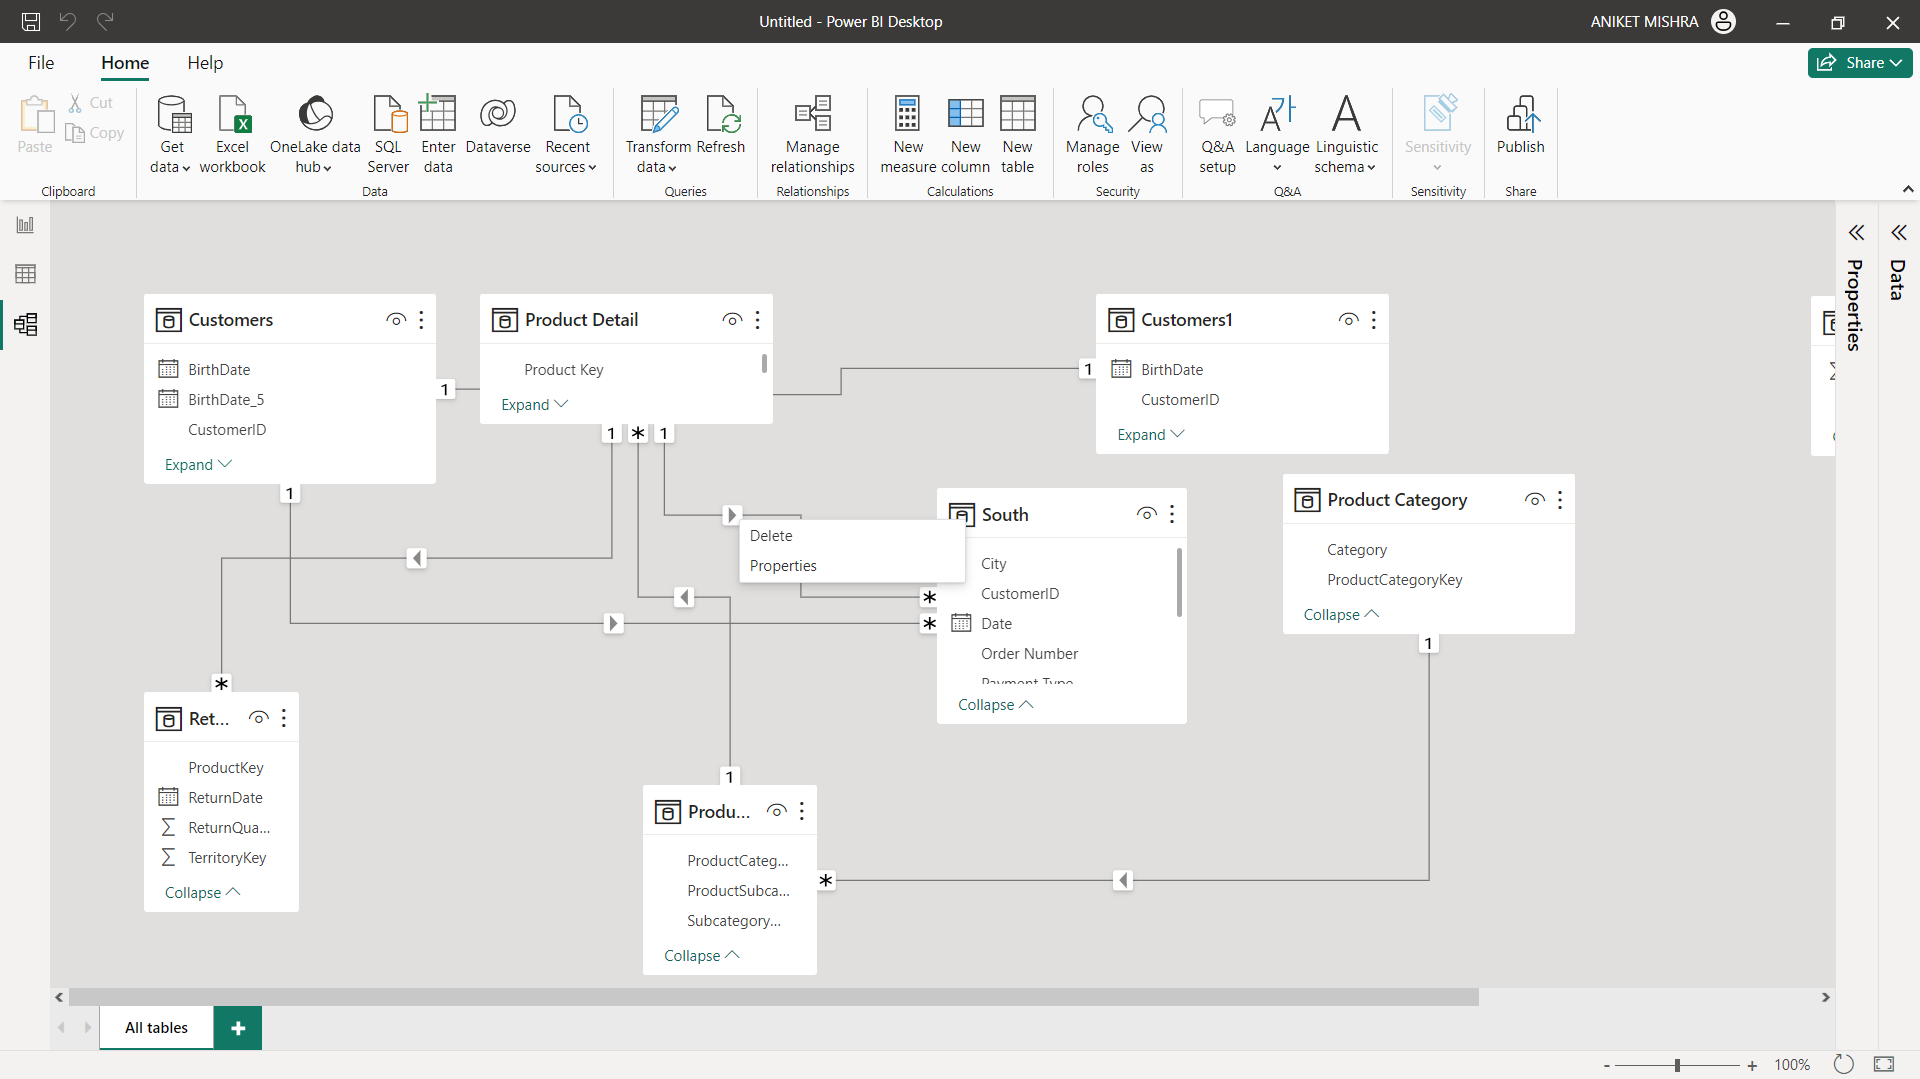 Untitled - Power BI Desktop
ANIKET MISHRA
File Home Help
Share
Paste
Cut
Copy
Clipboard
Get data
Excel workbook
OneLake data hub
SQL Server
Enter data
Dataverse
Recent sources
Data
Transform data
Refresh
Queries
Manage relationships
Relationships
New measure
New column
New table
Calculations
Manage roles
View as
Security
Q&A setup
Language
Linguistic schema
Q&A
Sensitivity
Sensitivity
Publish
Share
Properties
Data
Customers
BirthDate
BirthDate_5
CustomerID
Expand
1
1
Product Detail
Product Key
Expand
1 * 1
Customers1
1
BirthDate
CustomerID
Expand
Delete
Properties
South
City
CustomerID
Date
Order Number
Payment Type
Collapse
*
*
Product Category
Category
ProductCategoryKey
Collapse
1
*
Ret...
ProductKey
ReturnDate
ReturnQua...
TerritoryKey
Collapse
1
Produ...
ProductCateg...
ProductSubca...
Subcategory...
Collapse
*
All tables
+
- + 100%